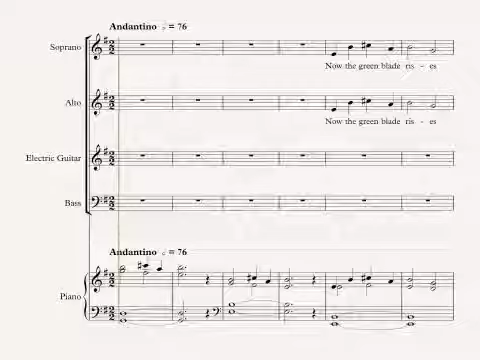 Andantino = 76
Soprano
Now the green blade ris - es
Alto
Now the green blade ris - es
Electric Guitar
Bass
Andantino = 76
Piano